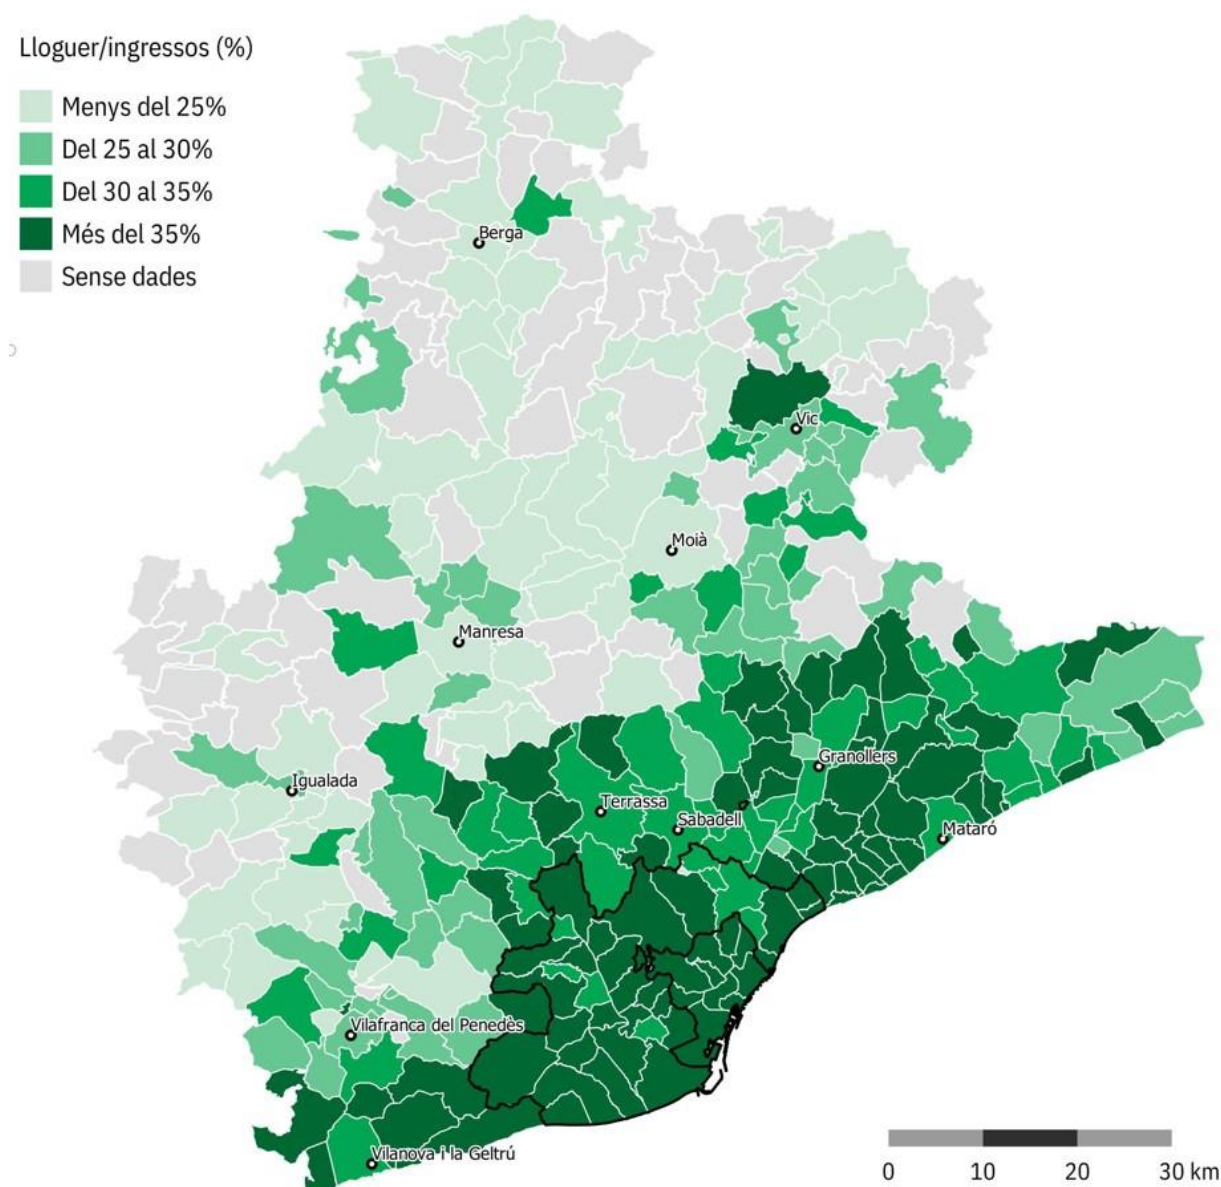 Lloguer/ingressos (%)
Menys del 25%
Del 25 al 30%
Del 30 al 35%
Més del 35%
Sense dades
Berga
Vic
Moià
Manresa
Igualada
Granollers
Terrassa
Sabadell
Mataró
Vilafranca del Penedès
Vilanova i la Geltrú
0 10 20 30 km